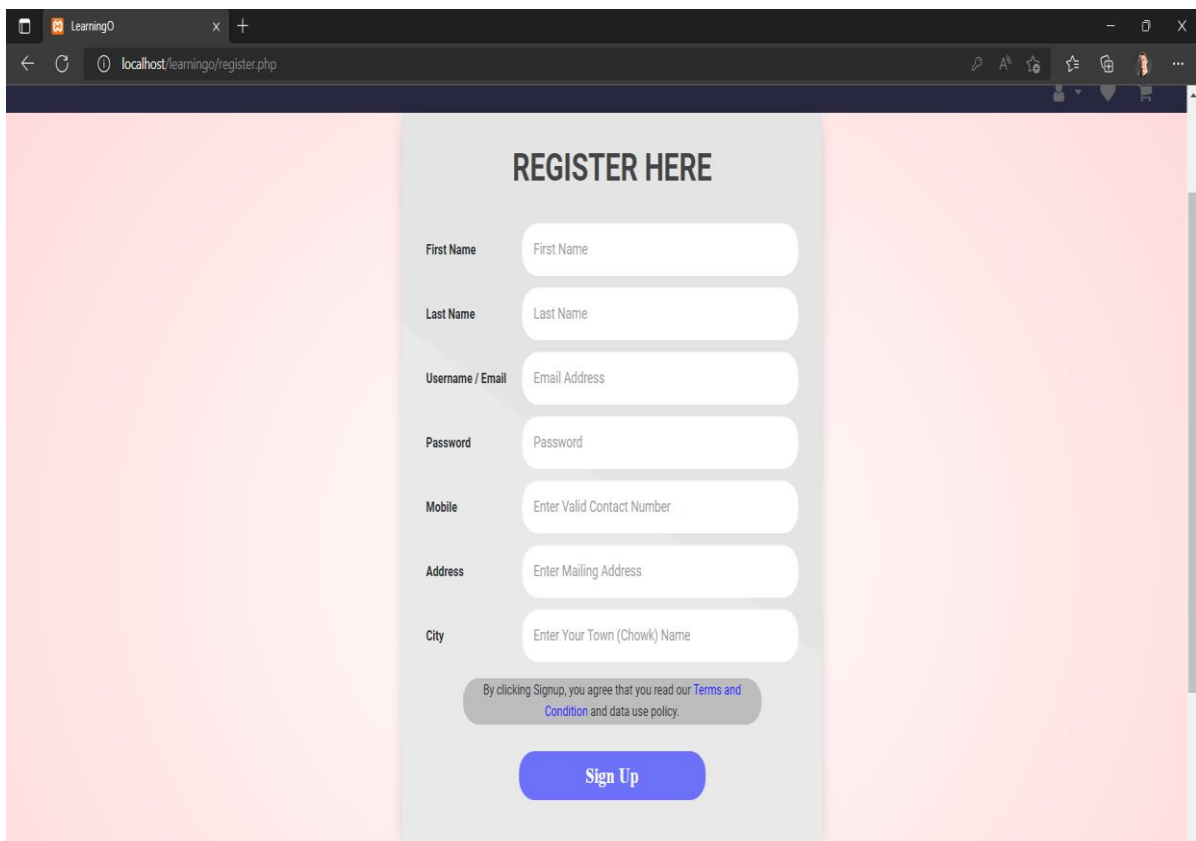 LearningO
localhost/learningo/register.php
REGISTER HERE
First Name First Name
Last Name Last Name
Username / Email Email Address
Password Password
Mobile Enter Valid Contact Number
Address Enter Mailing Address
City Enter Your Town (Chowk) Name
By clicking Signup, you agree that you read our Terms and
Condition and data use policy.
Sign Up